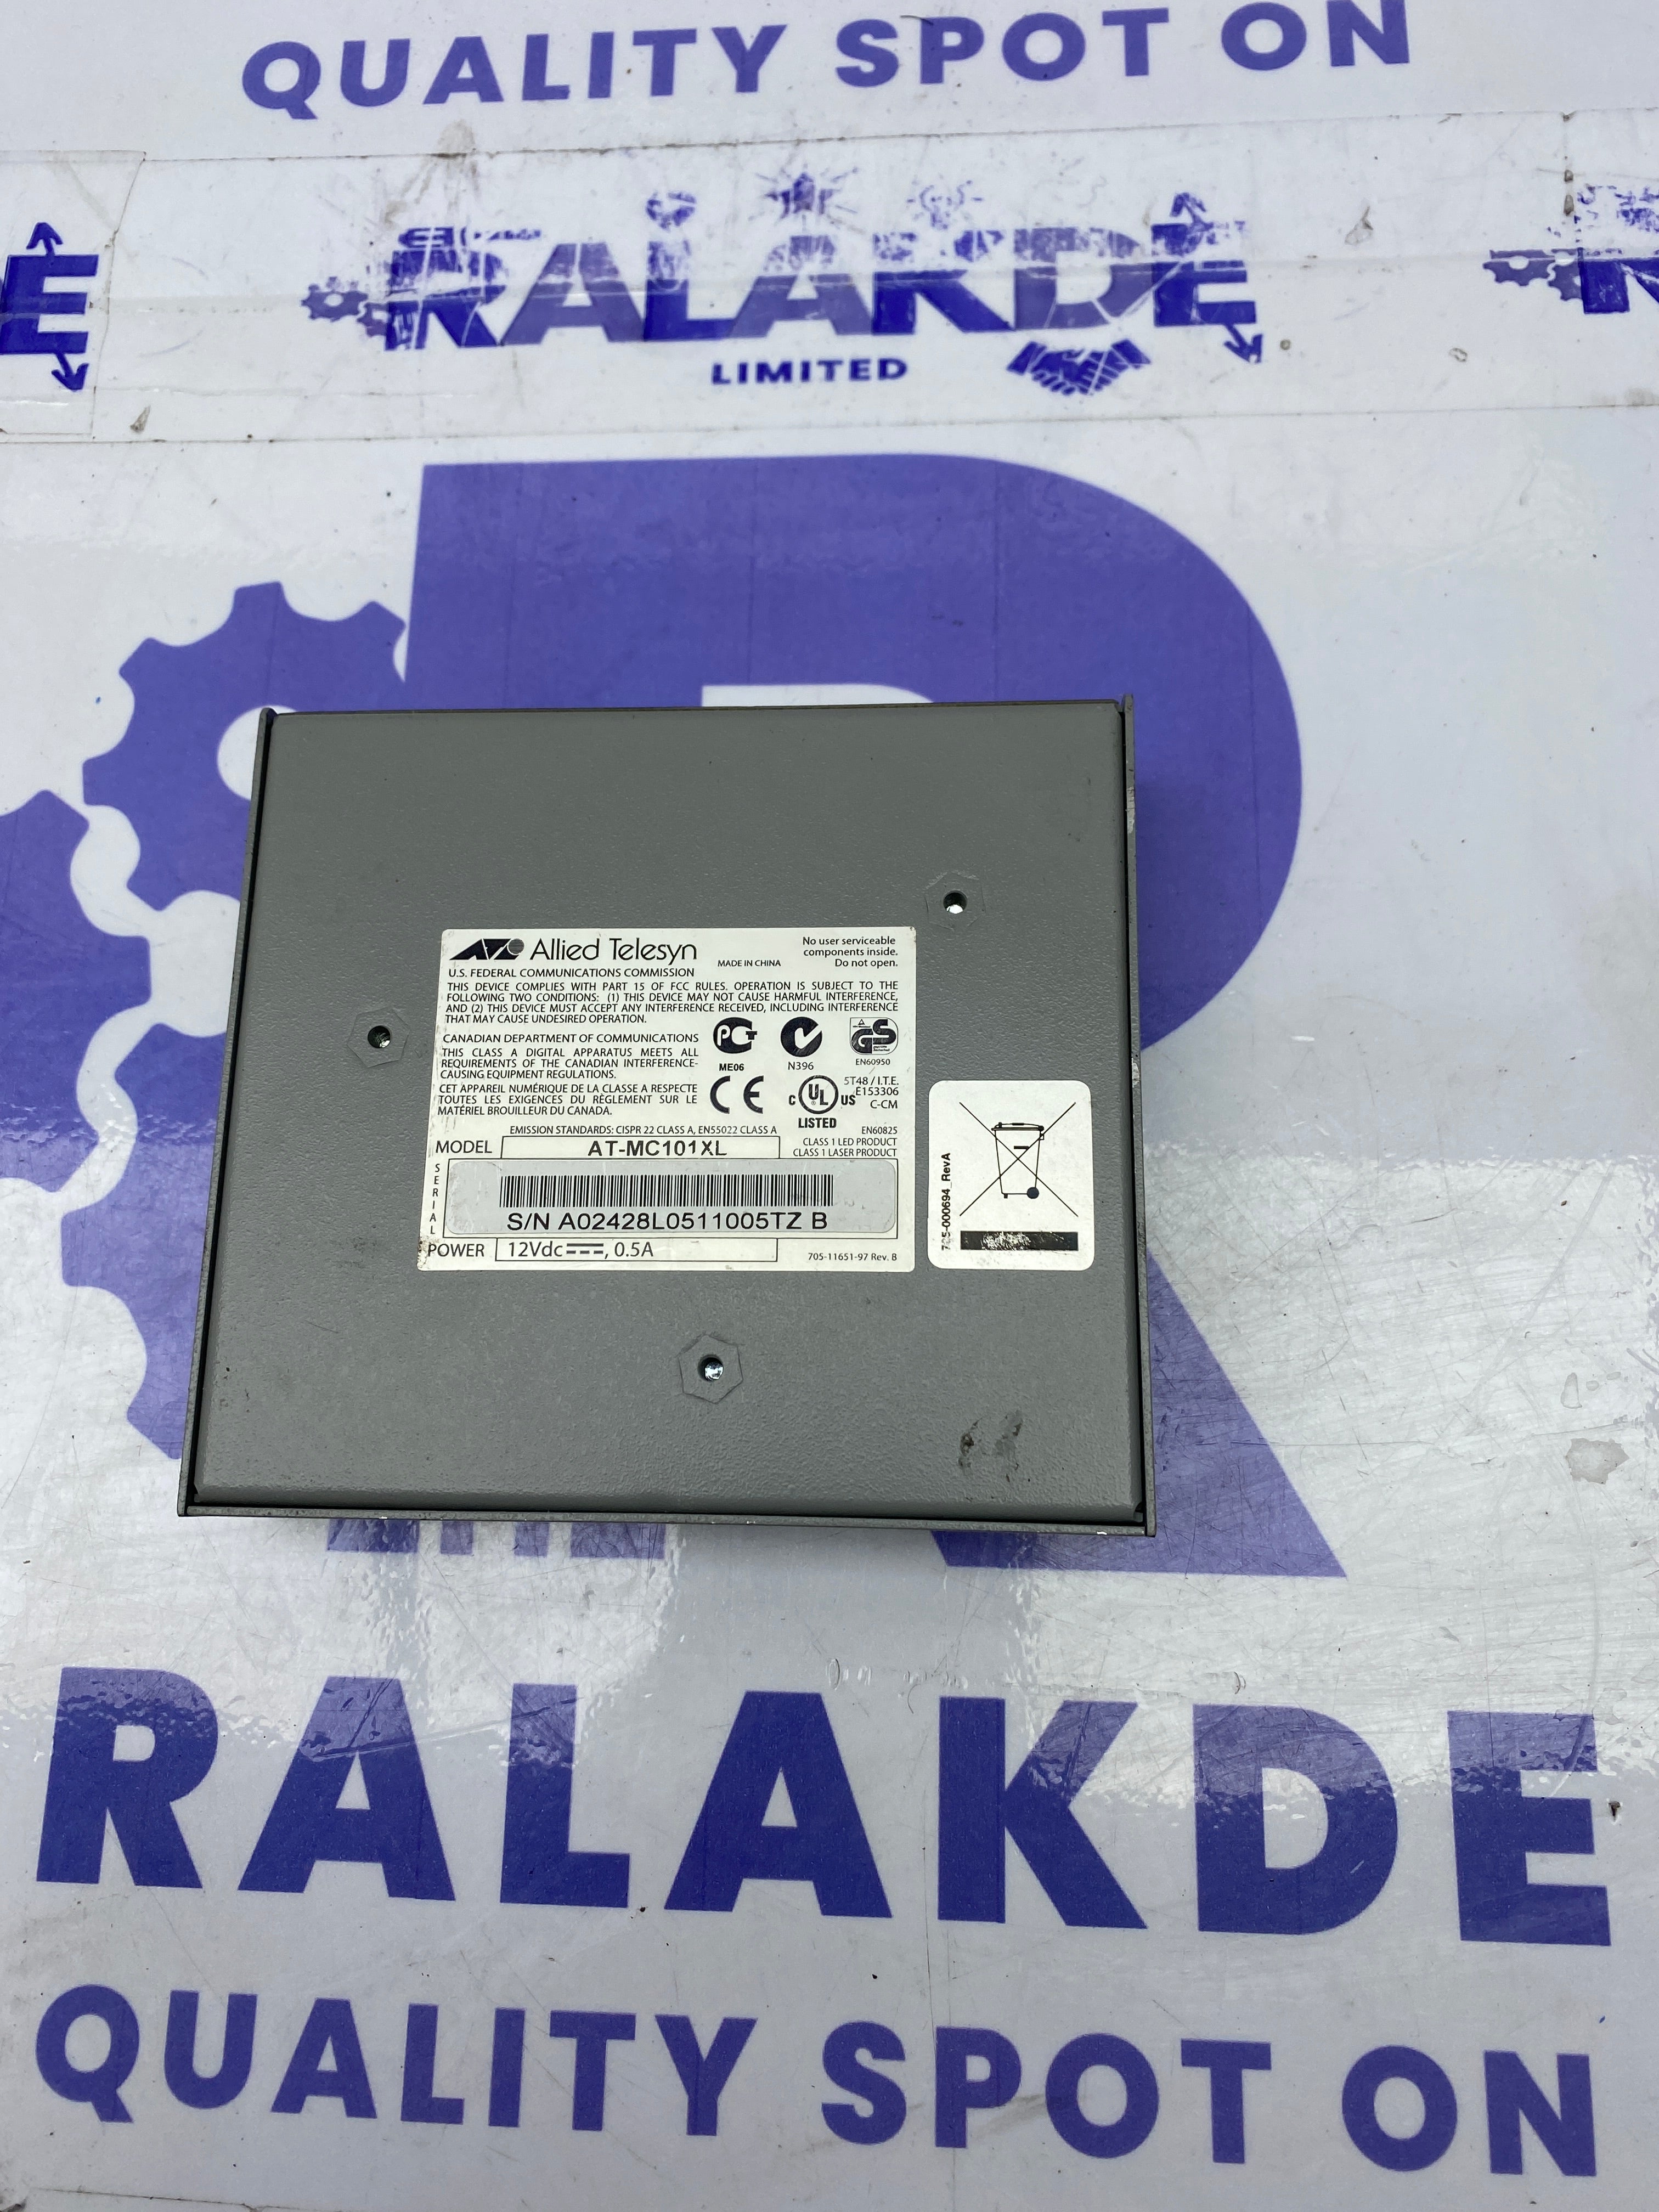 QUALITY SPOT ON
RALAKDE
LIMITED
Allied Telesyn
MADE IN CHINA
No user serviceable
components inside.
Do not open.
U.S. FEDERAL COMMUNICATIONS COMMISSION
THIS DEVICE COMPLIES WITH PART 15 OF FCC RULES. OPERATION IS SUBJECT TO THE
FOLLOWING TWO CONDITIONS: (1) THIS DEVICE MAY NOT CAUSE HARMFUL INTERFERENCE,
AND (2) THIS DEVICE MUST ACCEPT ANY INTERFERENCE RECEIVED, INCLUDING INTERFERENCE
THAT MAY CAUSE UNDESIRED OPERATION.
CANADIAN DEPARTMENT OF COMMUNICATIONS
THIS CLASS A DIGITAL APPARATUS MEETS ALL
REQUIREMENTS OF THE CANADIAN INTERFERENCE-
CAUSING EQUIPMENT REGULATIONS.
CET APPAREIL NUMÉRIQUE DE LA CLASSE A RESPECTE
TOUTES LES EXIGENCES DU RÈGLEMENT SUR LE
MATÉRIEL BROUILLEUR DU CANADA.
ME06
N396
GS
EN60950
CE
C UL US
LISTED
5T48 / I.T.E.
E153306
C-CM
EMISSION STANDARDS: CISPR 22 CLASS A, EN55022 CLASS A
EN60825
CLASS 1 LED PRODUCT
CLASS 1 LASER PRODUCT
MODEL AT-MC101XL
SERIAL
S/N A02428L0511005TZ B
POWER 12Vdc, 0.5A
705-11651-97 Rev. B
705-000694_RevA
RALAKDE
QUALITY SPOT ON